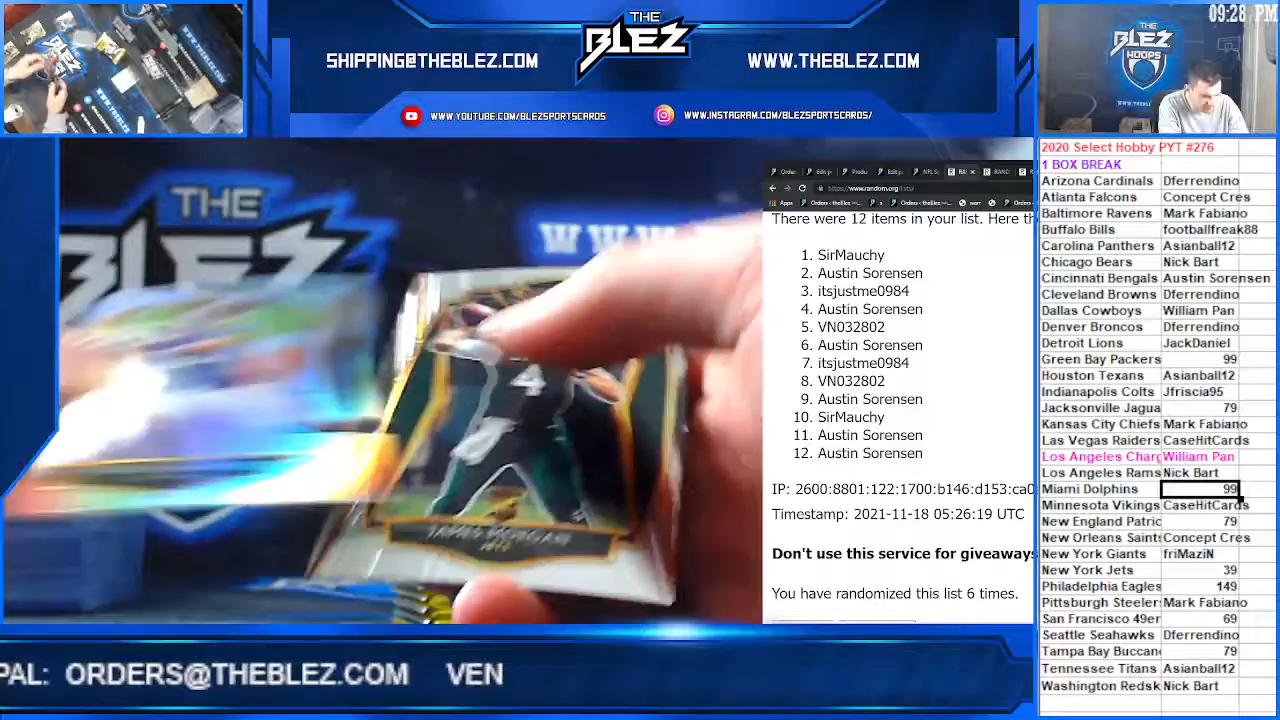 09:28 PM
THE
BLEZ
SHIPPING@THEBLEZ.COM
WWW.THEBLEZ.COM
WWW.YOUTUBE.COM/BLEZSPORTSCARDS
WWW.INSTAGRAM.COM/BLEZSPORTSCARDS/
THE
BLEZ
HOOPS
THE
WWW
4
https://www.random.org/lists/
Apps
There were 12 items in your list. Here th
1. SirMauchy
2. Austin Sorensen
3. itsjustme0984
4. Austin Sorensen
5. VN032802
6. Austin Sorensen
7. itsjustme0984
8. VN032802
9. Austin Sorensen
10. SirMauchy
11. Austin Sorensen
12. Austin Sorensen
IP: 2600:8801:122:1700:b146:d153:ca0
Timestamp: 2021-11-18 05:26:19 UTC
Don't use this service for giveaways
You have randomized this list 6 times.
2020 Select Hobby PYT #276
1 BOX BREAK
Arizona Cardinals Dferrendino
Atlanta Falcons Concept Cres
Baltimore Ravens Mark Fabiano
Buffalo Bills footballfreak88
Carolina Panthers Asianball12
Chicago Bears Nick Bart
Cincinnati Bengals Austin Sorensen
Cleveland Browns Dferrendino
Dallas Cowboys William Pan
Denver Broncos Dferrendino
Detroit Lions JackDaniel
Green Bay Packers 99
Houston Texans Asianball12
Indianapolis Colts Jfriscia95
Jacksonville Jagua 79
Kansas City Chiefs Mark Fabiano
Las Vegas Raiders CaseHitCards
Los Angeles Charg William Pan
Los Angeles Rams Nick Bart
Miami Dolphins 99
Minnesota Vikings CaseHitCards
New England Patric 79
New Orleans Saints Concept Cres
New York Giants friMaziN
New York Jets 39
Philadelphia Eagles 149
Pittsburgh Steeler Mark Fabiano
San Francisco 49er 69
Seattle Seahawks Dferrendino
Tampa Bay Buccan 79
Tennessee Titans Asianball12
Washington Redsk Nick Bart
PAL: ORDERS@THEBLEZ.COM VEN